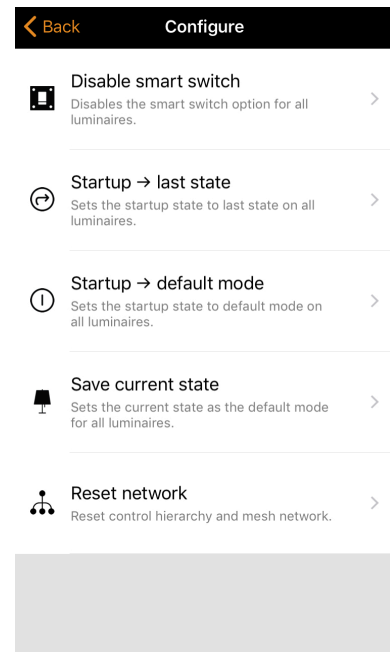 Back
Configure
Disable smart switch
Disables the smart switch option for all
luminaires.
Startup → last state
Sets the startup state to last state on all
luminaires.
Startup → default mode
Sets the startup state to default mode on
all luminaires.
Save current state
Sets the current state as the default mode
for all luminaires.
Reset network
Reset control hierarchy and mesh network.